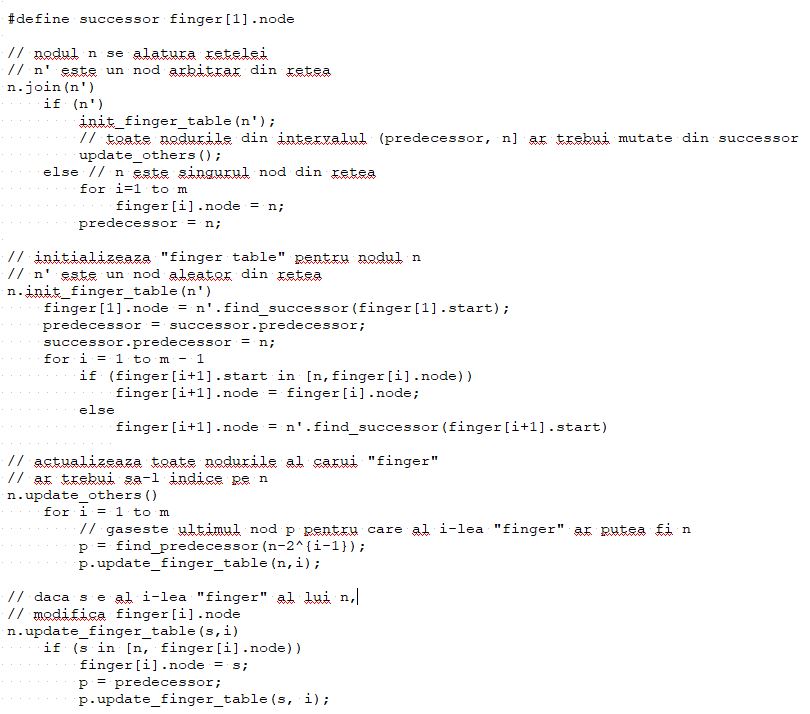 #define successor finger[1].node

// nodul n se alatura retelei
// n' este un nod arbitrar din retea
n.join(n')
    if (n')
        init_finger_table(n');
        // toate nodurile din intervalul (predecessor, n] ar trebui mutate din successor
        update_others();
    else // n este singurul nod din retea
        for i=1 to m
            finger[i].node = n;
        predecessor = n;

// initializeaza "finger table" pentru nodul n
// n' este un nod aleator din retea
n.init_finger_table(n')
    finger[1].node = n'.find_successor(finger[1].start);
    predecessor = successor.predecessor;
    successor.predecessor = n;
    for i = 1 to m - 1
        if (finger[i+1].start in [n,finger[i].node))
            finger[i+1].node = finger[i].node;
        else
            finger[i+1].node = n'.find_successor(finger[i+1].start)

// actualizeaza toate nodurile al carui "finger"
// ar trebui sa-l indice pe n
n.update_others()
    for i = 1 to m
        // gaseste ultimul nod p pentru care al i-lea "finger" ar putea fi n
        p = find_predecessor(n-2^{i-1});
        p.update_finger_table(n,i);

// daca s e al i-lea "finger" al lui n,
// modifica finger[i].node
n.update_finger_table(s,i)
    if (s in [n, finger[i].node))
        finger[i].node = s;
        p = predecessor;
        p.update_finger_table(s, i);